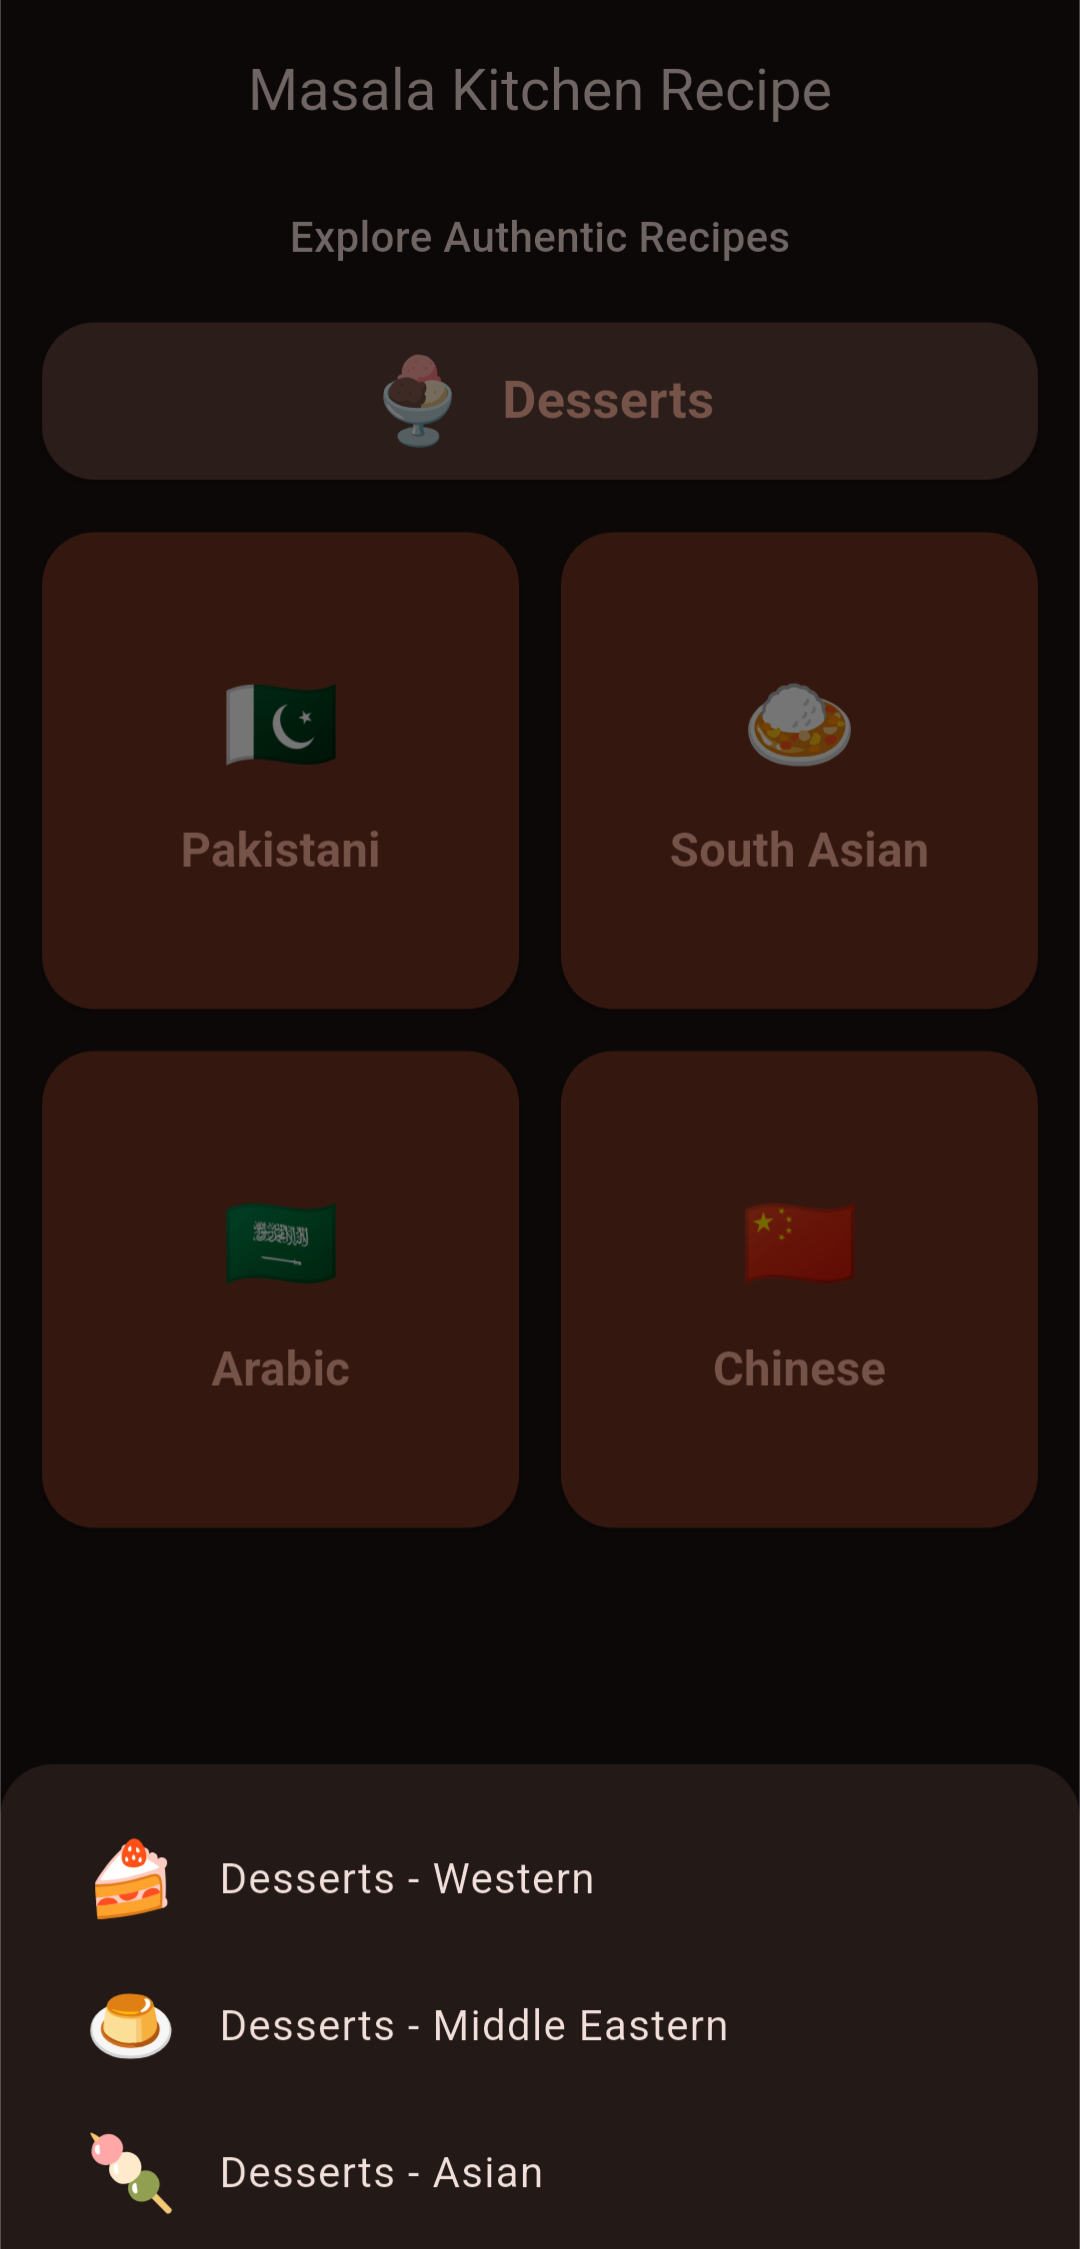 Masala Kitchen Recipe
Explore Authentic Recipes
Desserts
Pakistani
South Asian
Arabic
Chinese
Desserts - Western
Desserts - Middle Eastern
Desserts - Asian